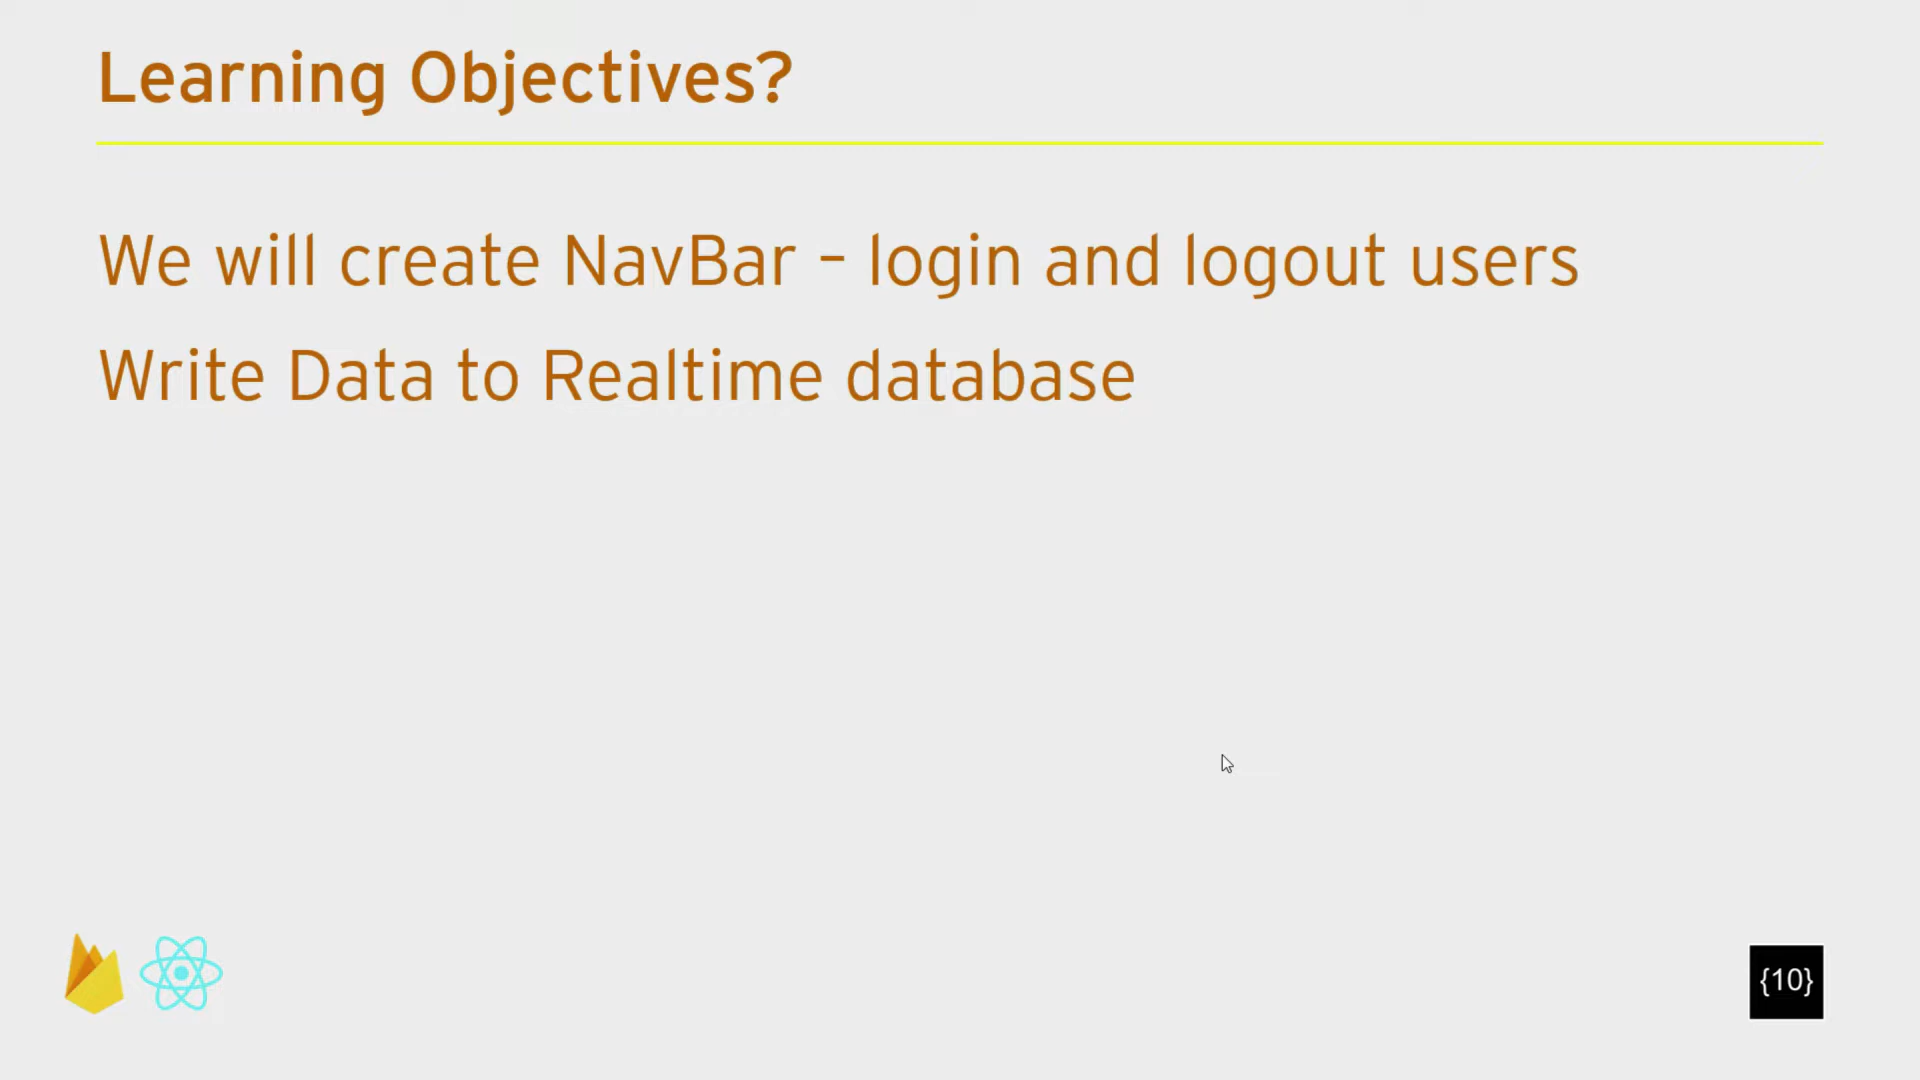 Learning Objectives?
We will create NavBar – login and logout users
Write Data to Realtime database
{10}